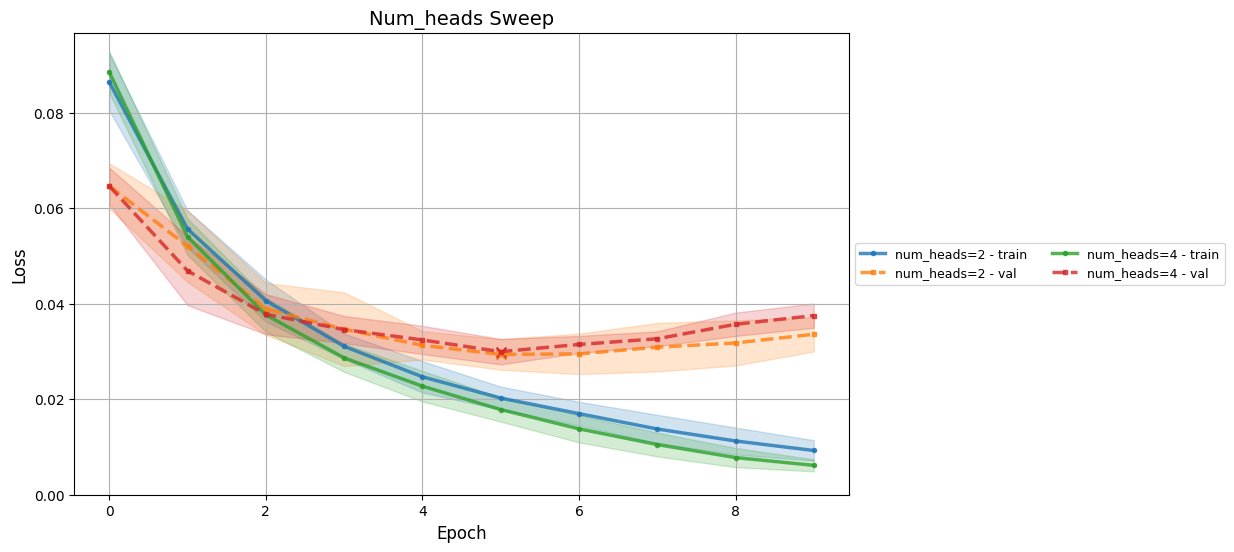 Num_heads Sweep
Loss
0.08
0.06
0.04
0.02
0.00
0 2 4 6 8
Epoch
num_heads=2 - train num_heads=4 - train
num_heads=2 - val num_heads=4 - val